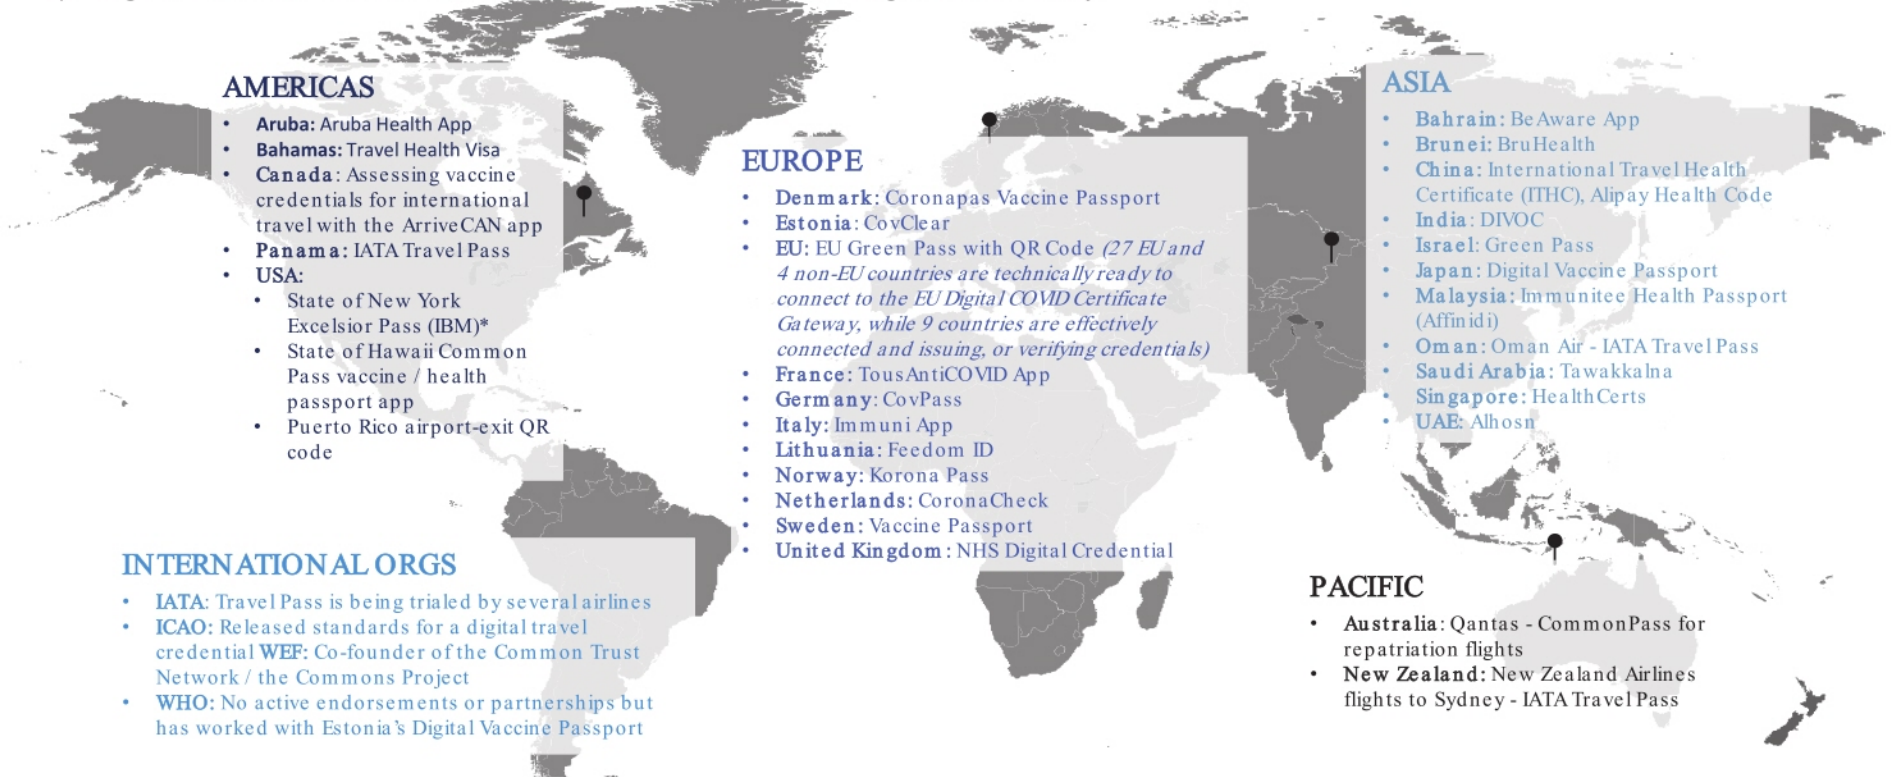 AMERICAS
• Aruba: Aruba Health App
• Bahamas: Travel Health Visa
• Canada: Assessing vaccine
credentials for international
travel with the ArriveCAN app
• Panama: IATA Travel Pass
• USA:
• State of New York
Excelsior Pass (IBM)*
• State of Hawaii Common
Pass vaccine / health
passport app
• Puerto Rico airport-exit QR
code
INTERNATIONAL ORGS
• IATA: Travel Pass is being trialed by several airlines
• ICAO: Released standards for a digital travel
credential WEF: Co-founder of the Common Trust
Network / the Commons Project
• WHO: No active endorsements or partnerships but
has worked with Estonia’s Digital Vaccine Passport
EUROPE
• Denmark: Coronapas Vaccine Passport
• Estonia: CovClear
• EU: EU Green Pass with QR Code (27 EU and
4 non-EU countries are technically ready to
connect to the EU Digital COVID Certificate
Gateway, while 9 countries are effectively
connected and issuing, or verifying credentials)
• France: TousAntiCOVID App
• Germany: CovPass
• Italy: Immuni App
• Lithuania: Feedom ID
• Norway: Korona Pass
• Netherlands: CoronaCheck
• Sweden: Vaccine Passport
• United Kingdom: NHS Digital Credential
ASIA
• Bahrain: BeAware App
• Brunei: BruHealth
• China: International Travel Health
Certificate (ITHC), Alipay Health Code
• India: DIVOC
• Israel: Green Pass
• Japan: Digital Vaccine Passport
• Malaysia: Immunitee Health Passport
(Affinidi)
• Oman: Oman Air - IATA Travel Pass
• Saudi Arabia: Tawakkalna
• Singapore: HealthCerts
• UAE: Alhosn
PACIFIC
• Australia: Qantas - CommonPass for
repatriation flights
• New Zealand: New Zealand Airlines
flights to Sydney - IATA Travel Pass